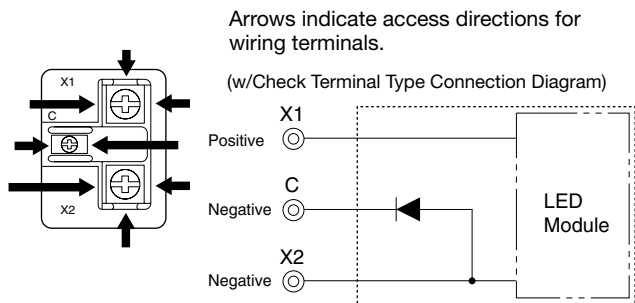 Arrows indicate access directions for
wiring terminals.
(w/Check Terminal Type Connection Diagram)
X1
C
X2
X1
Positive
C
Negative
X2
Negative
LED
Module